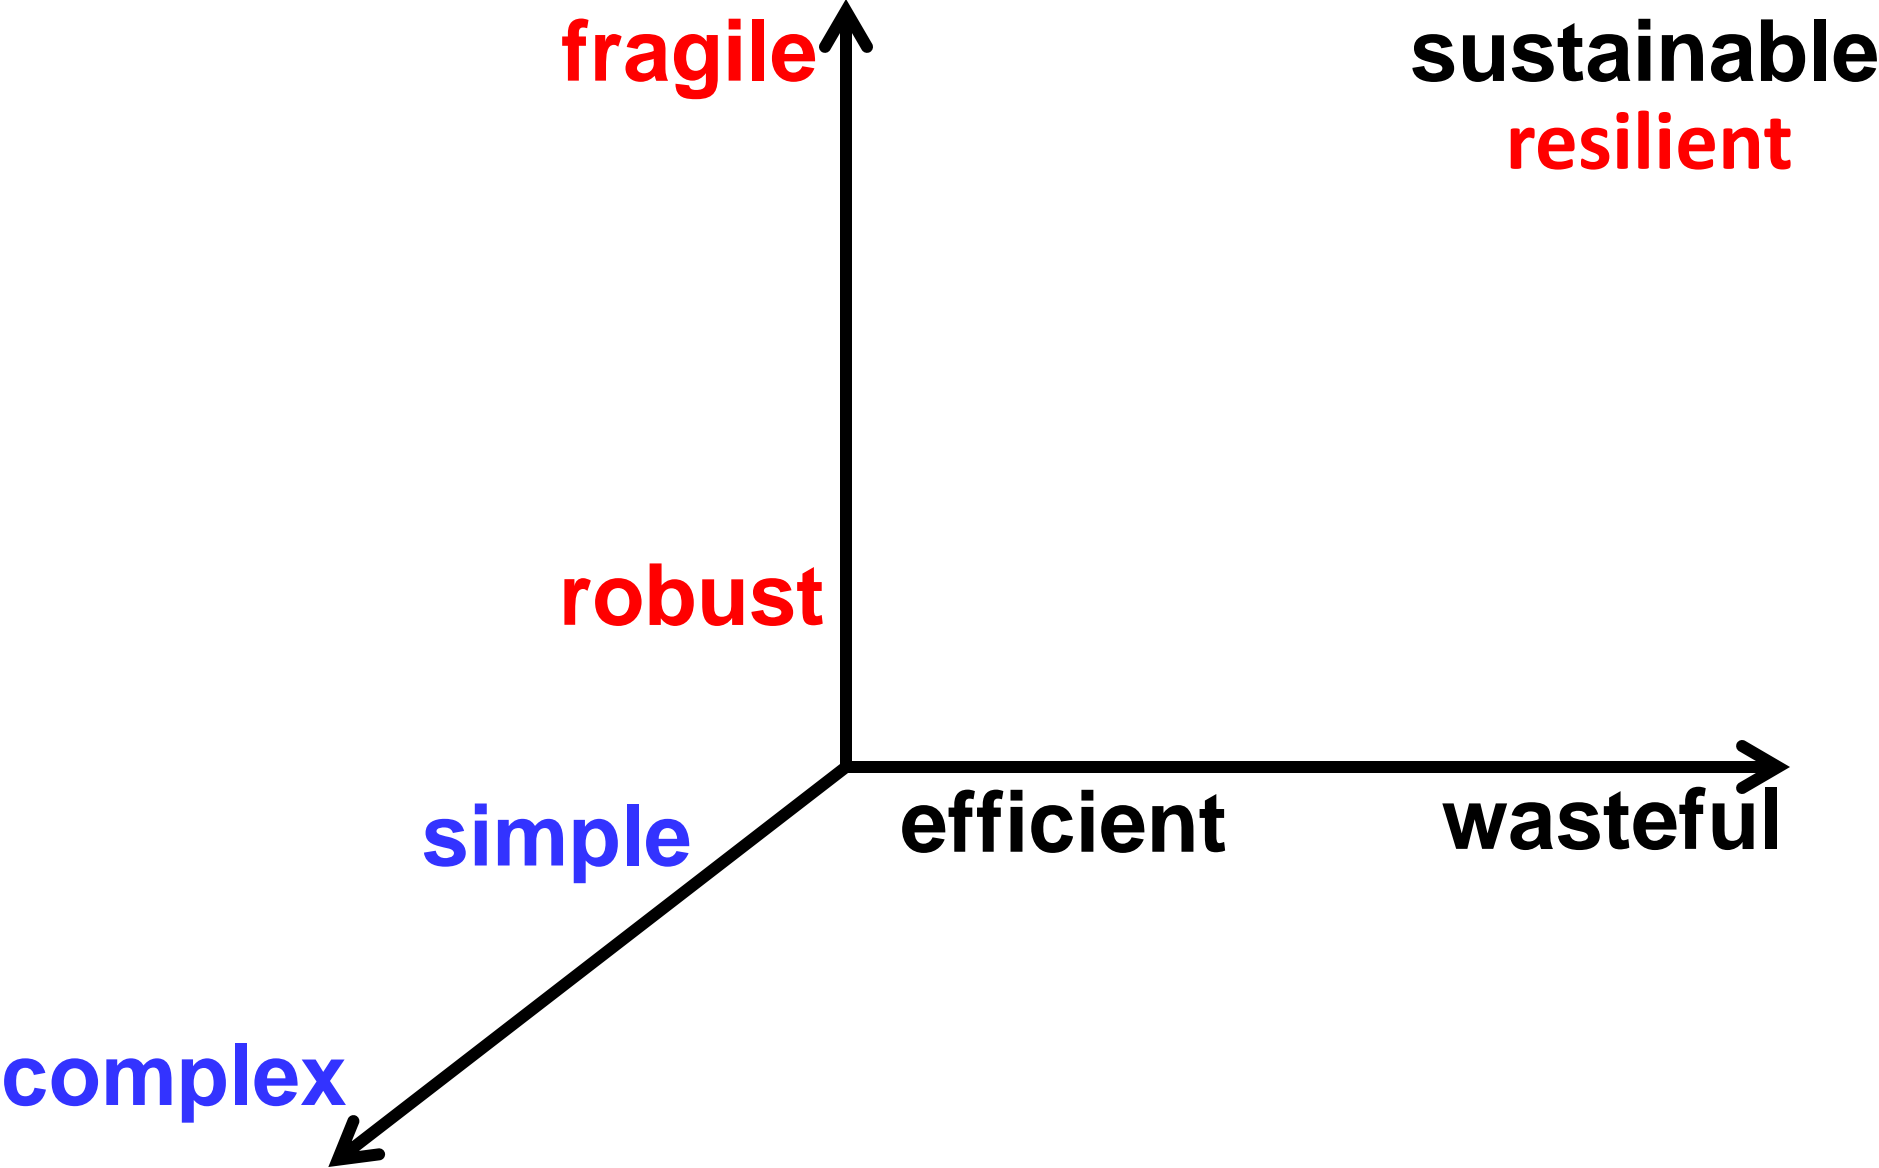 fragile
sustainable
resilient
robust
simple
efficient
wasteful
complex